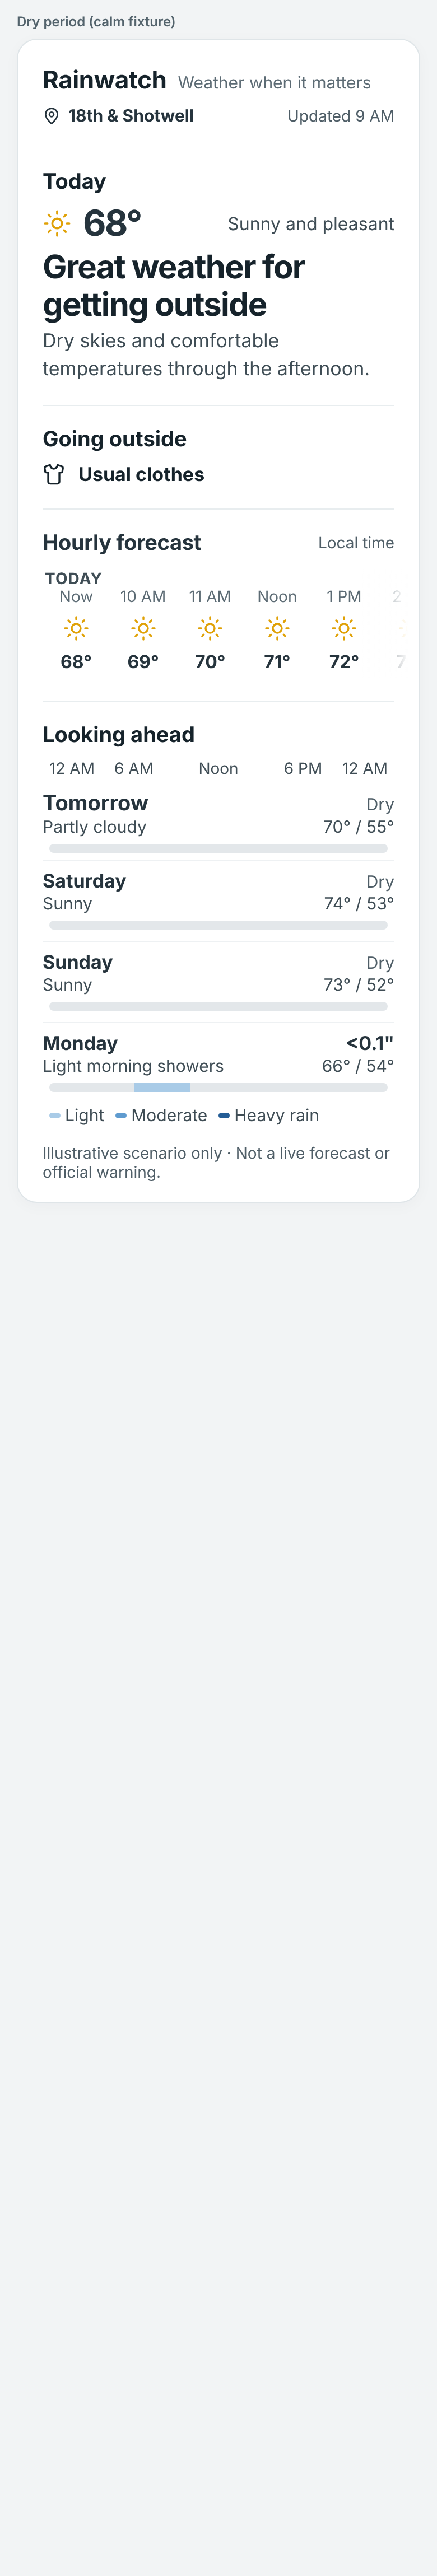 Dry period (calm fixture)
Rainwatch Weather when it matters
18th & Shotwell Updated 9 AM
Today
68° Sunny and pleasant
Great weather for
getting outside
Dry skies and comfortable
temperatures through the afternoon.
Going outside
Usual clothes
Hourly forecast Local time
TODAY
Now 10 AM 11 AM Noon 1 PM 2
68° 69° 70° 71° 72° 7
Looking ahead
12 AM 6 AM Noon 6 PM 12 AM
Tomorrow Dry
Partly cloudy 70° / 55°
Saturday Dry
Sunny 74° / 53°
Sunday Dry
Sunny 73° / 52°
Monday <0.1"
Light morning showers 66° / 54°
Light Moderate Heavy rain
Illustrative scenario only · Not a live forecast or
official warning.